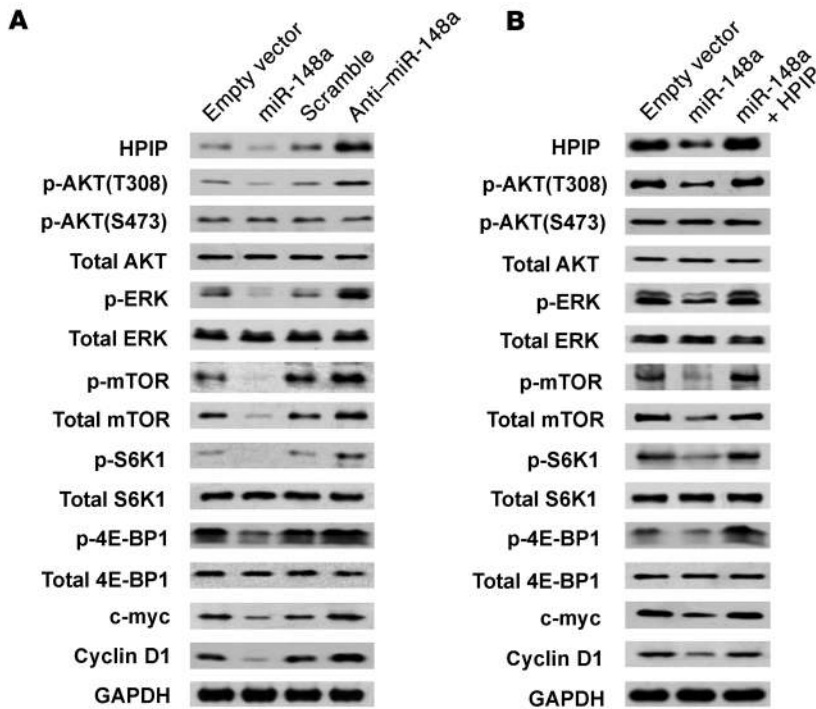 A
Empty vector
miR-148a
Scramble
Anti–miR-148a
HPIP
p-AKT(T308)
p-AKT(S473)
Total AKT
p-ERK
Total ERK
p-mTOR
Total mTOR
p-S6K1
Total S6K1
p-4E-BP1
Total 4E-BP1
c-myc
Cyclin D1
GAPDH
B
Empty vector
miR-148a
miR-148a
+ HPIP
HPIP
p-AKT(T308)
p-AKT(S473)
Total AKT
p-ERK
Total ERK
p-mTOR
Total mTOR
p-S6K1
Total S6K1
p-4E-BP1
Total 4E-BP1
c-myc
Cyclin D1
GAPDH